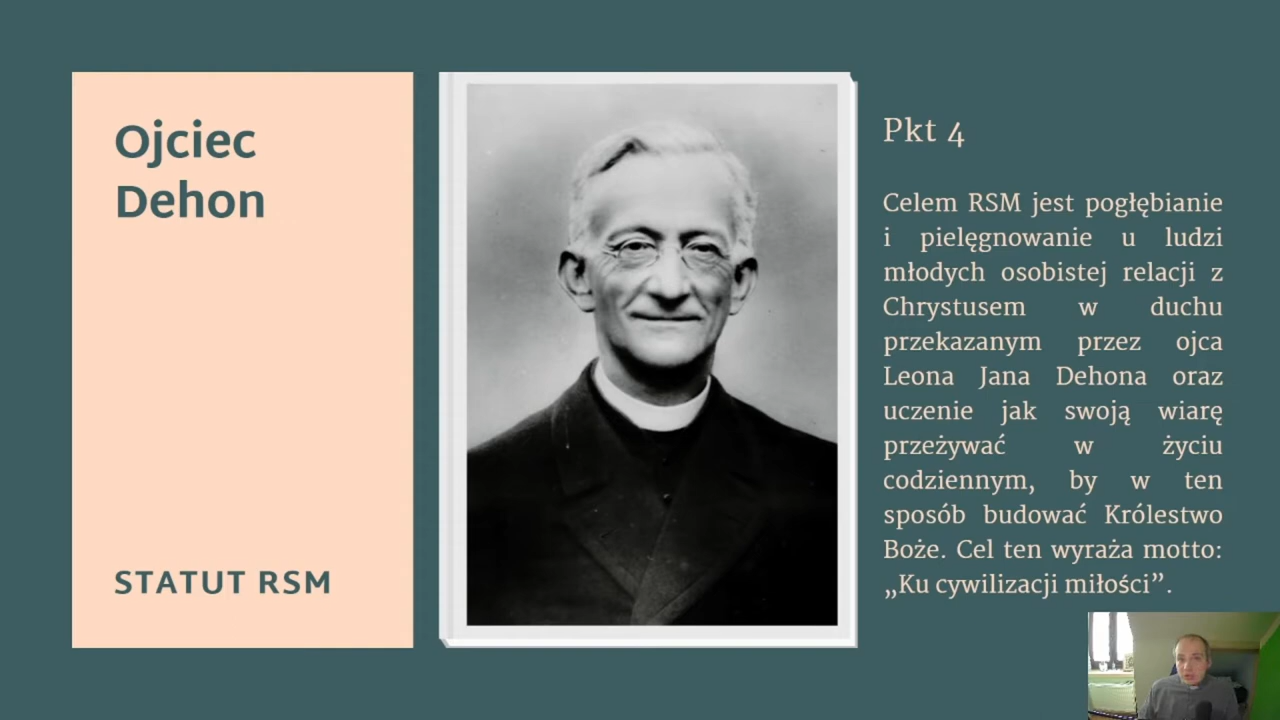 Ojciec
Dehon
STATUT RSM
Pkt 4
Celem RSM jest pogłębianie
i pielęgnowanie u ludzi
młodych osobistej relacji z
Chrystusem w duchu
przekazanym przez ojca
Leona Jana Dehona oraz
uczenie jak swoją wiarę
przeżywać w życiu
codziennym, by w ten
sposób budować Królestwo
Boże. Cel ten wyraża motto:
„Ku cywilizacji miłości”.